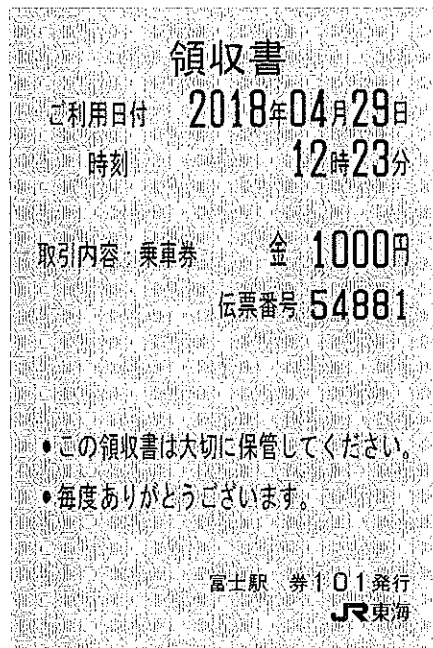 領収書
ご利用日付 2018年04月29日
時刻 12時23分
取引内容:乗車券 金 1000円
伝票番号 54881
•この領収書は大切に保管してください。
•毎度ありがとうございます。
富士駅 券101発行
JR東海